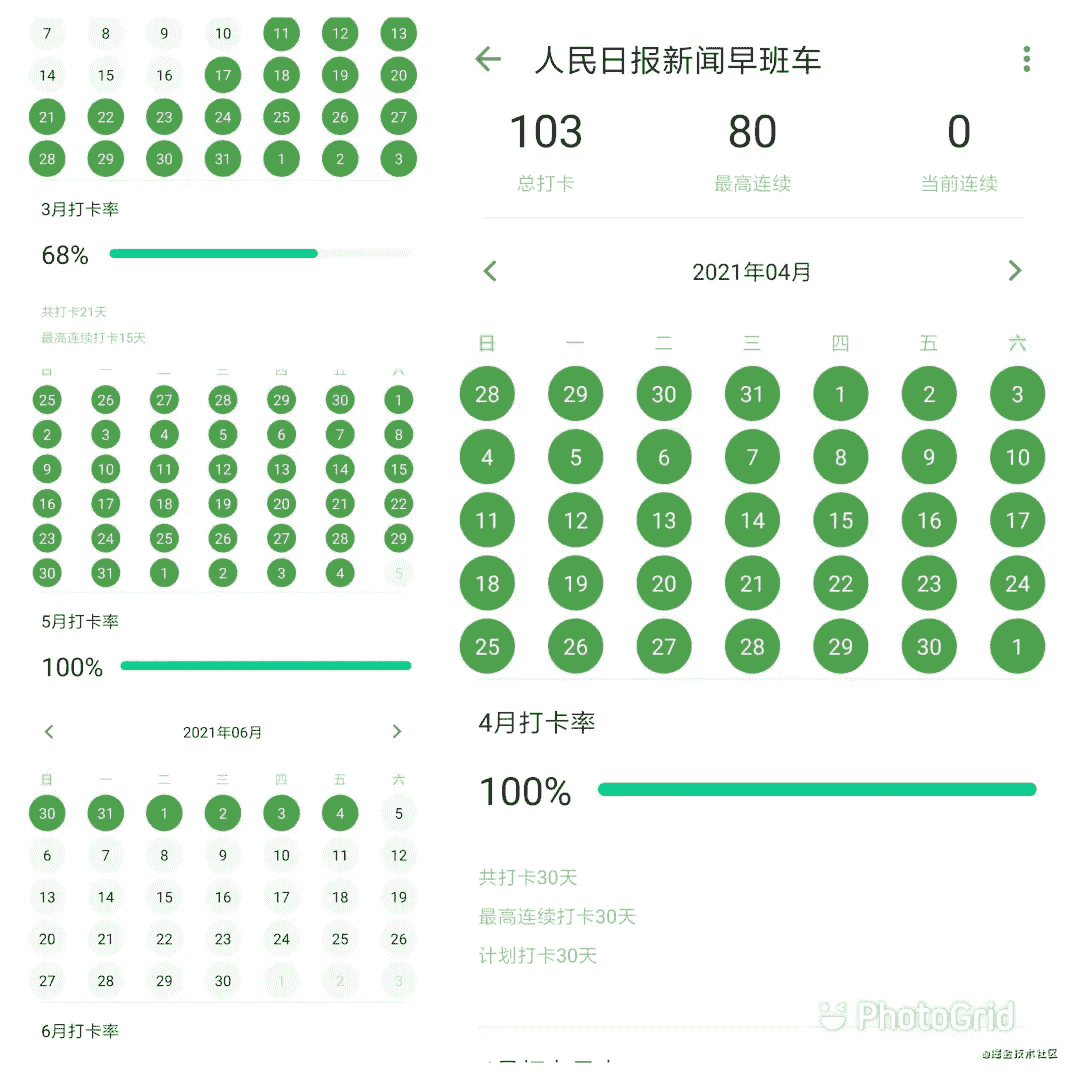 7 8 9 10 11 12 13
14 15 16 17 18 19 20
21 22 23 24 25 26 27
28 29 30 31 1 2 3
3月打卡率
68%
共打卡21天
最高连续打卡15天
日 一 二 三 四 五 六
25 26 27 28 29 30 1
2 3 4 5 6 7 8
9 10 11 12 13 14 15
16 17 18 19 20 21 22
23 24 25 26 27 28 29
30 31 1 2 3 4 5
5月打卡率
100%
2021年06月
日 一 二 三 四 五 六
30 31 1 2 3 4 5
6 7 8 9 10 11 12
13 14 15 16 17 18 19
20 21 22 23 24 25 26
27 28 29 30 1 2 3
6月打卡率
人民日报新闻早班车
103 80 0
总打卡 最高连续 当前连续
2021年04月
日 一 二 三 四 五 六
28 29 30 31 1 2 3
4 5 6 7 8 9 10
11 12 13 14 15 16 17
18 19 20 21 22 23 24
25 26 27 28 29 30 1
4月打卡率
100%
共打卡30天
最高连续打卡30天
计划打卡30天
PhotoGrid
@掘金技术社区